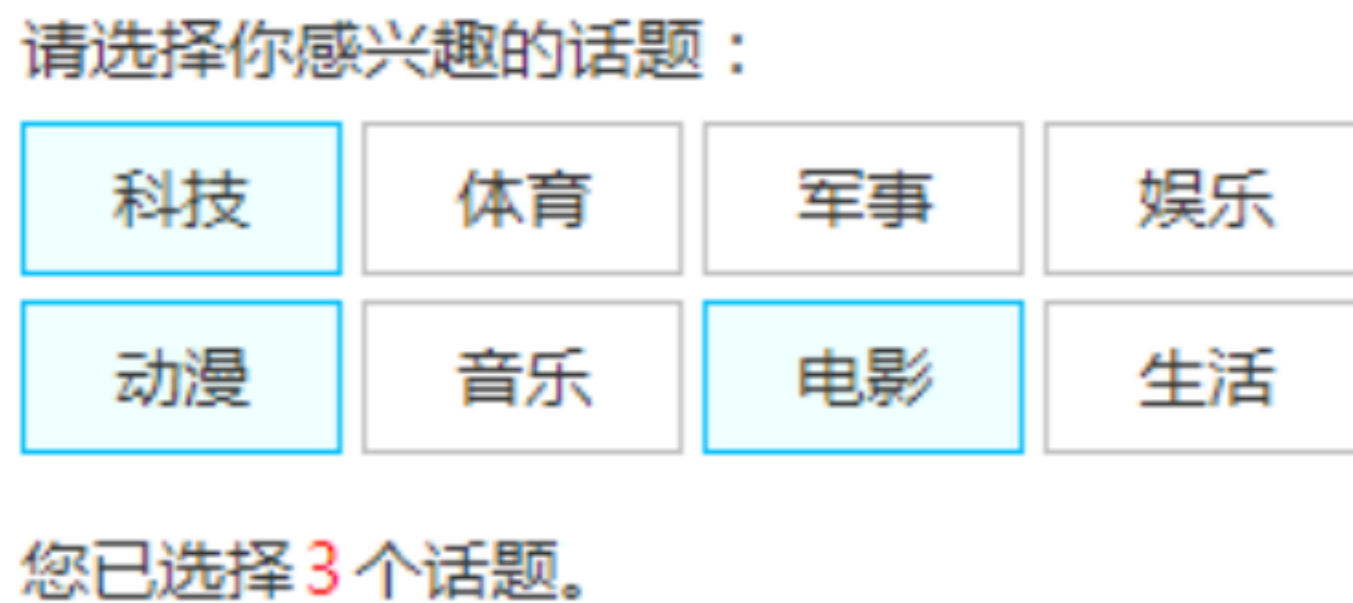 请选择你感兴趣的话题：
科技 体育 军事 娱乐
动漫 音乐 电影 生活
您已选择 3 个话题。